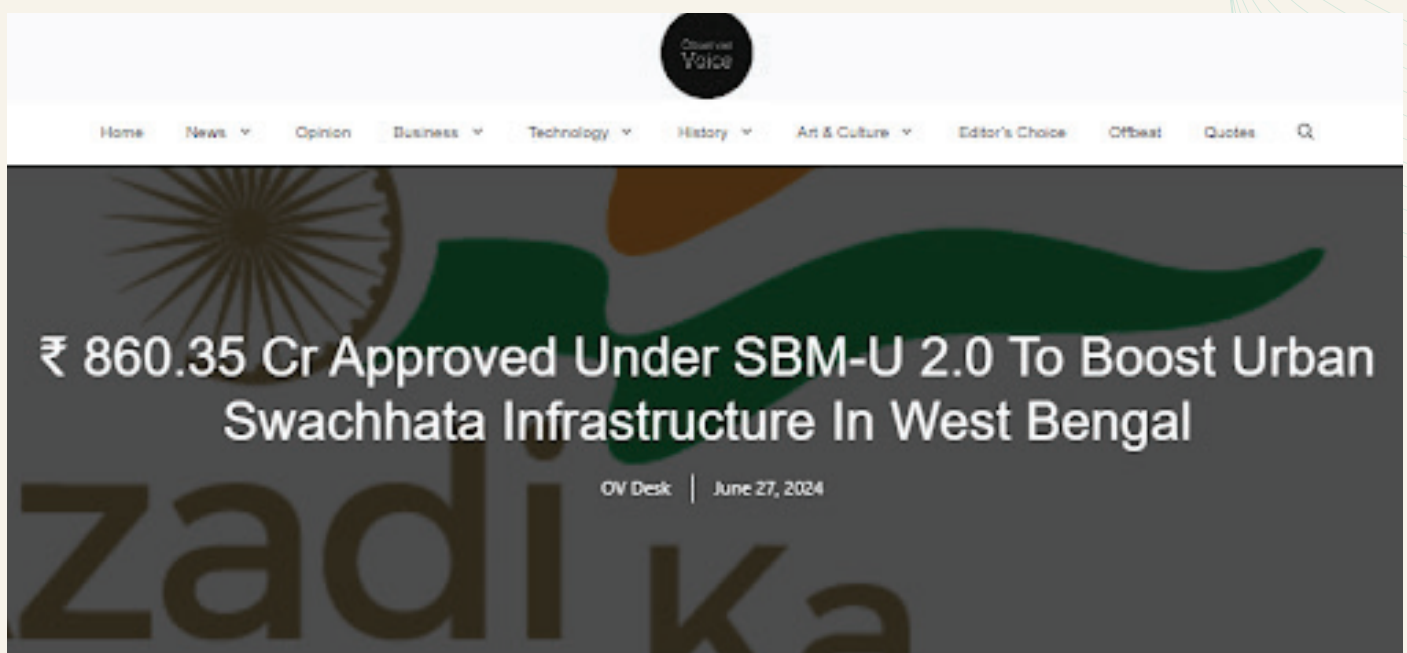 Observer
Voice
Home News Opinion Business Technology History Art & Culture Editor's Choice Offbeat Quotes
₹ 860.35 Cr Approved Under SBM-U 2.0 To Boost Urban
Swachhata Infrastructure In West Bengal
OV Desk | June 27, 2024
zadi
Ka